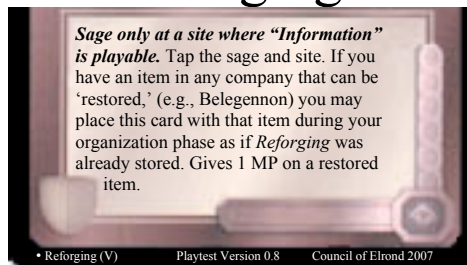 Sage only at a site where “Information”
is playable. Tap the sage and site. If you
have an item in any company that can be
‘restored,’ (e.g., Belegennon) you may
place this card with that item during your
organization phase as if Reforging was
already stored. Gives 1 MP on a restored
item.
• Reforging (V) Playtest Version 0.8 Council of Elrond 2007